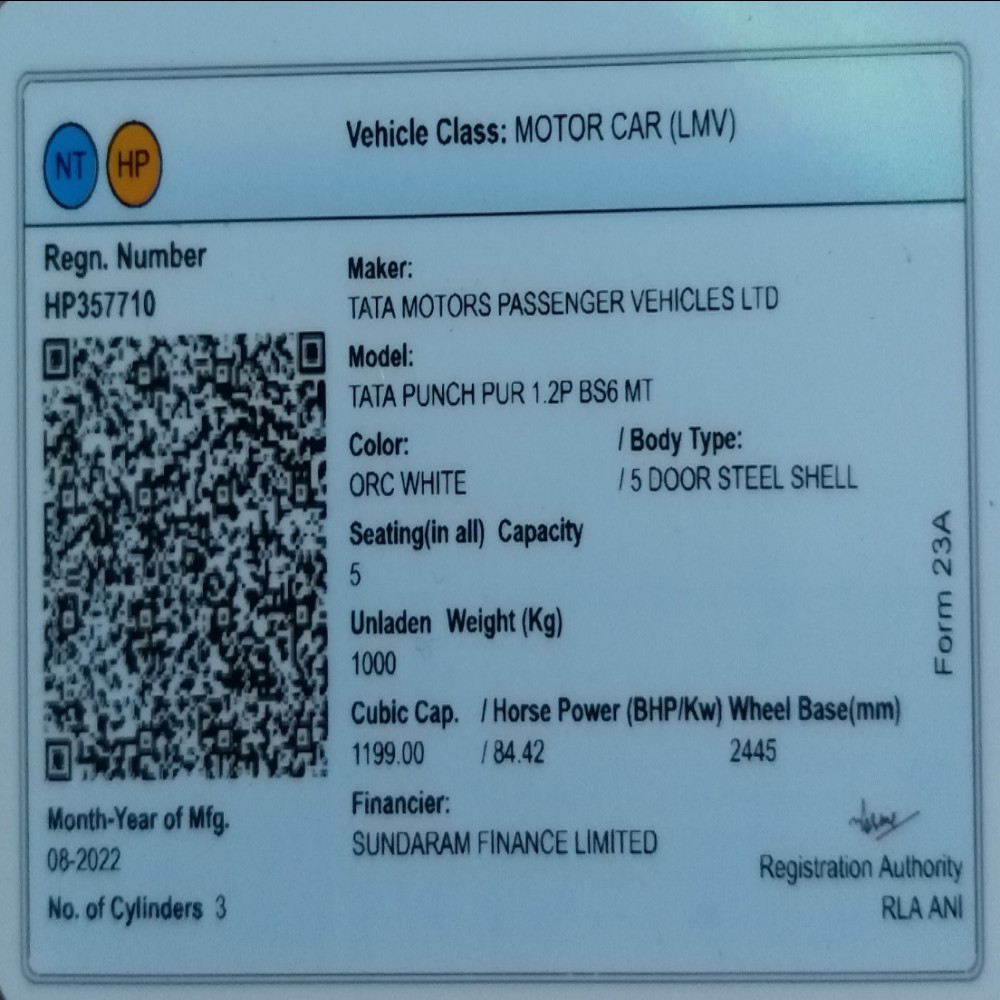 NT HP Vehicle Class: MOTOR CAR (LMV)
Regn. Number
HP357710
Maker:
TATA MOTORS PASSENGER VEHICLES LTD
Model:
TATA PUNCH PUR 1.2P BS6 MT
Color: / Body Type:
ORC WHITE / 5 DOOR STEEL SHELL
Seating(in all) Capacity
5
Unladen Weight (Kg)
1000
Cubic Cap. / Horse Power (BHP/Kw) Wheel Base(mm)
1199.00 / 84.42 2445
Financier:
SUNDARAM FINANCE LIMITED
Month-Year of Mfg.
08-2022
No. of Cylinders 3
Form 23A
Registration Authority
RLA ANI